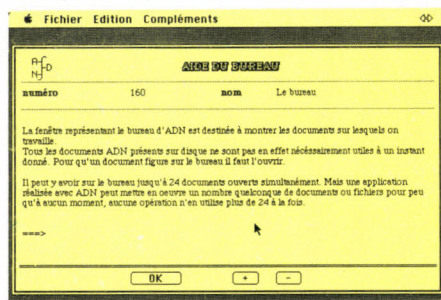 Fichier Edition Compléments
A
D
N
AIDE DU BUREAU
numéro 160 nom Le bureau
La fenêtre représentant le bureau d'ADN est destinée à montrer les documents sur lesquels on
travaille.
Tous les documents ADN présents sur disque ne sont pas en effet nécéssairement utiles à un instant
donné. Pour qu'un document figure sur le bureau il faut l'ouvrir.
Il peut y avoir sur le bureau jusqu'à 24 documents ouverts simultanément. Mais une application
réalisée avec ADN peut mettre en oeuvre un nombre quelconque de documents ou fichiers pour peu
qu'à aucun moment, aucune opération n'en utilise plus de 24 à la fois.
===>
OK + -